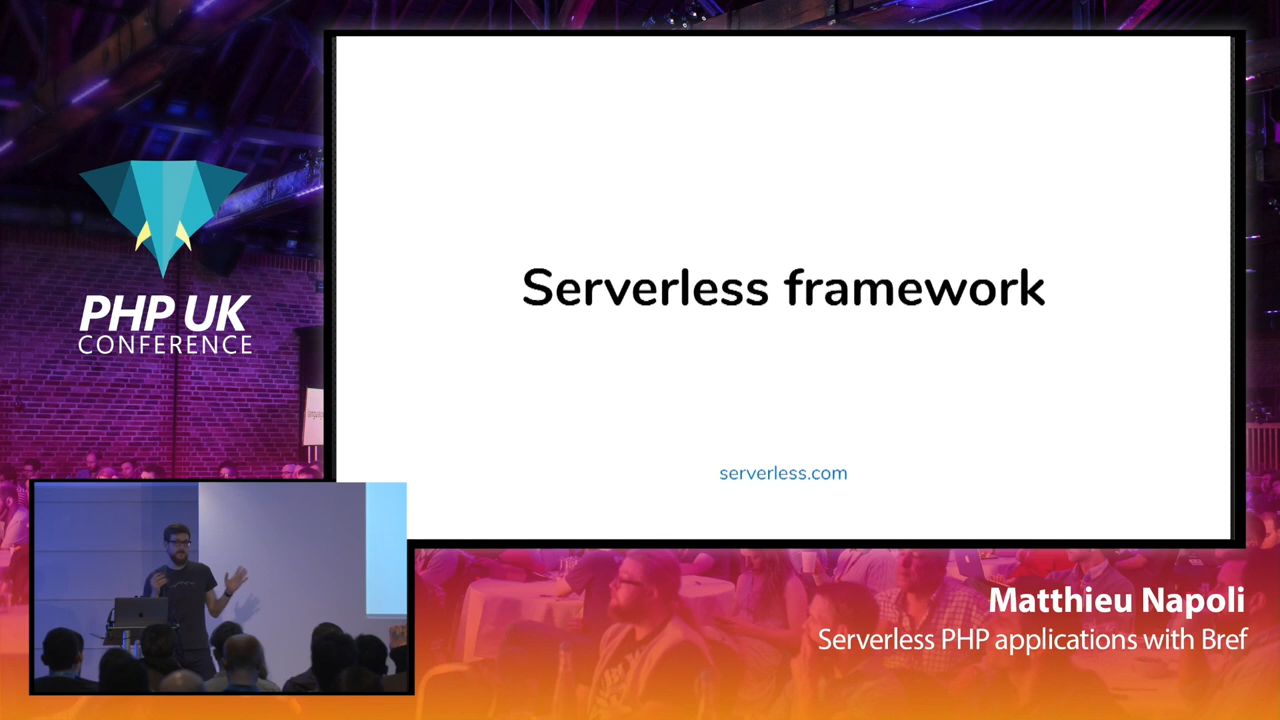 Serverless framework
serverless.com
PHP UK
CONFERENCE
Matthieu Napoli
Serverless PHP applications with Bref